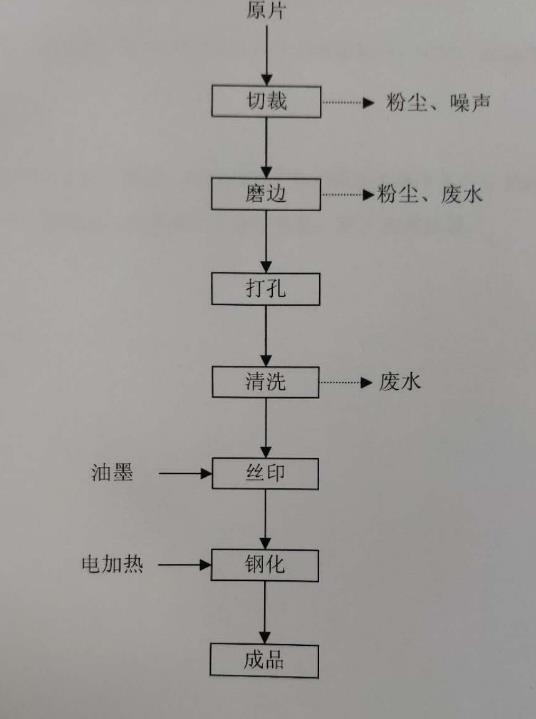 原片
切裁 粉尘、噪声
磨边 粉尘、废水
打孔
清洗 废水
油墨 丝印
电加热 钢化
成品